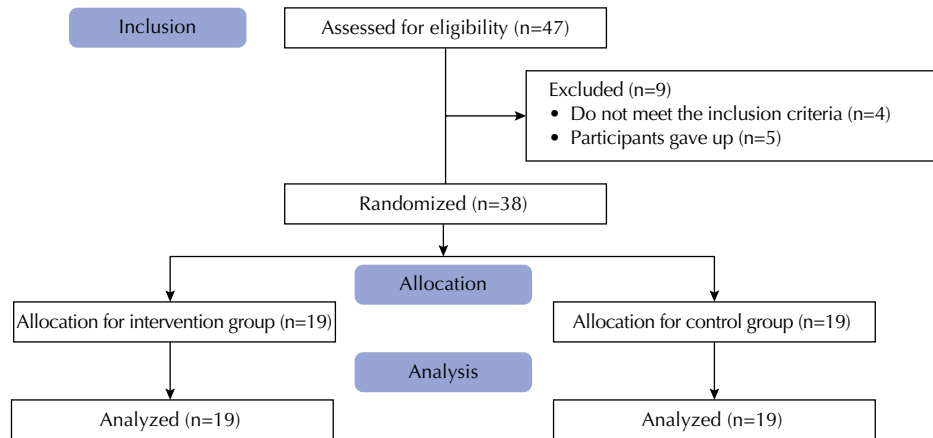 Inclusion
Assessed for eligibility (n=47)
Excluded (n=9)
• Do not meet the inclusion criteria (n=4)
• Participants gave up (n=5)
Randomized (n=38)
Allocation
Allocation for intervention group (n=19)
Allocation for control group (n=19)
Analysis
Analyzed (n=19)
Analyzed (n=19)